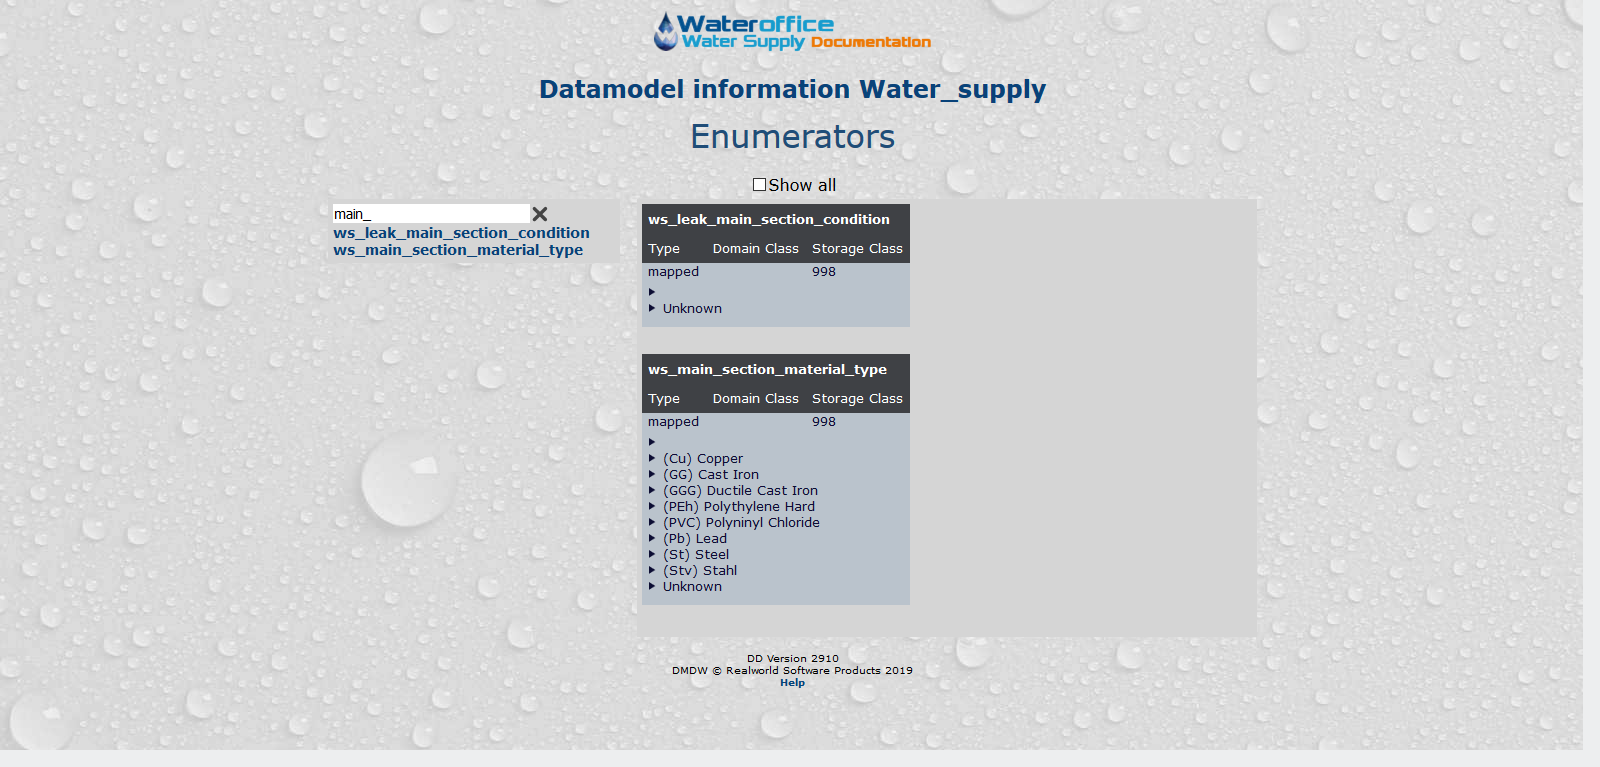 Wateroffice
Water Supply Documentation
Datamodel information Water_supply
Enumerators
Show all
main_
ws_leak_main_section_condition
ws_main_section_material_type
ws_leak_main_section_condition
Type Domain Class Storage Class
mapped 998
Unknown
ws_main_section_material_type
Type Domain Class Storage Class
mapped 998
(Cu) Copper
(GG) Cast Iron
(GGG) Ductile Cast Iron
(PEh) Polythylene Hard
(PVC) Polyninyl Chloride
(Pb) Lead
(St) Steel
(Stv) Stahl
Unknown
DD Version 2910
DMDW © Realworld Software Products 2019
Help